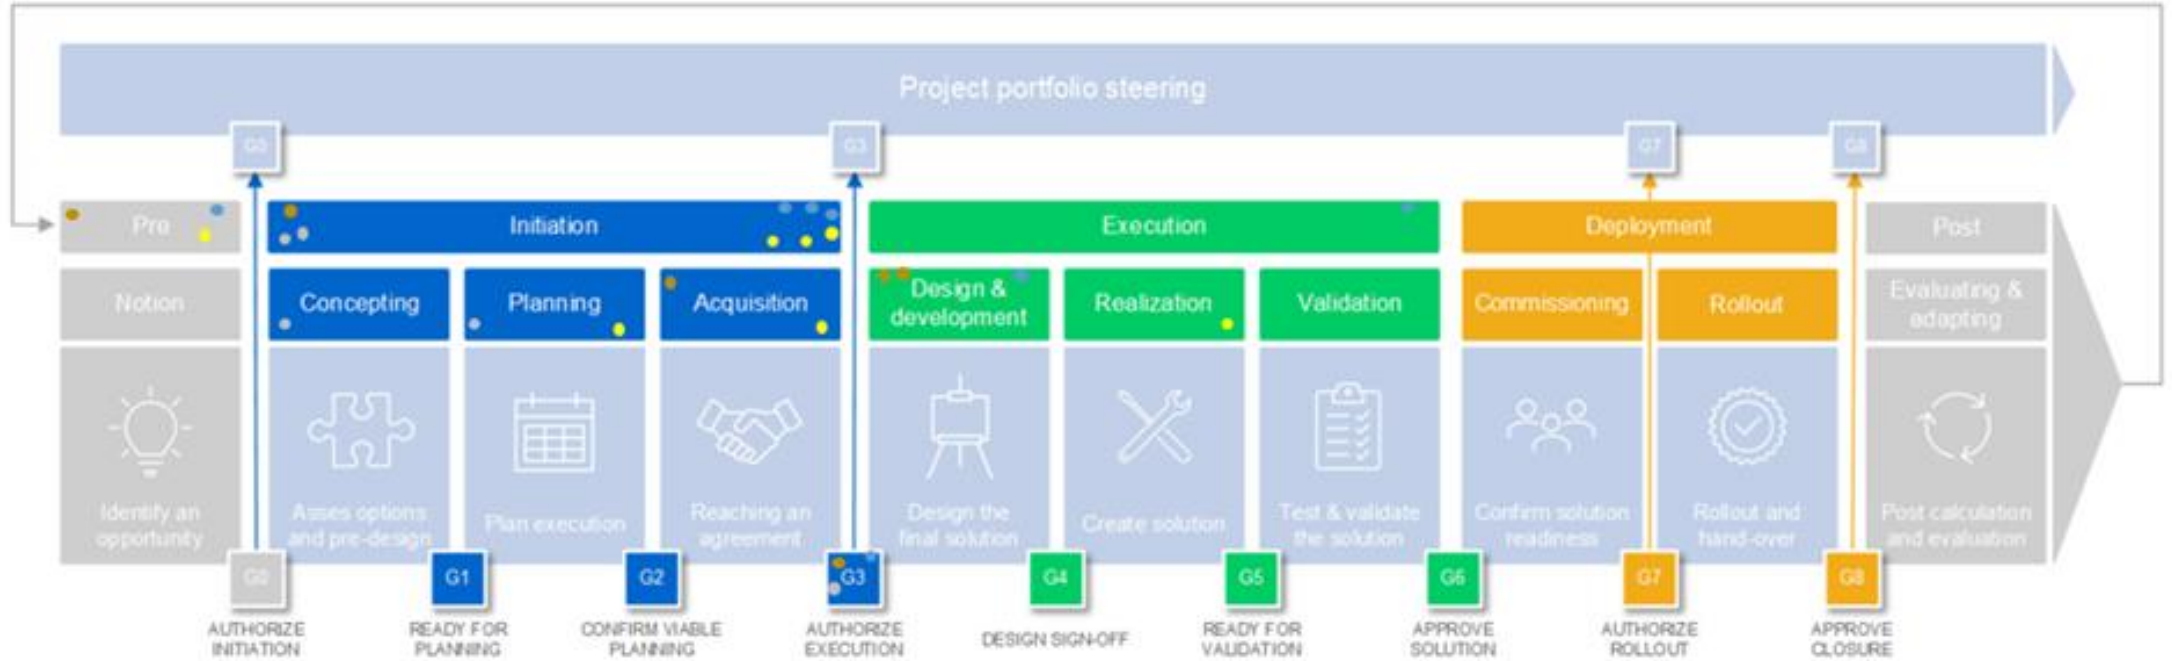 Project portfolio steering
G0
G3
G7
G8
Pre
Initiation
Execution
Deployment
Post
Notion
Concepting
Planning
Acquisition
Design &
development
Realization
Validation
Commissioning
Rollout
Evaluating &
adapting
Identify an
opportunity
Asses options
and pre-design
Plan execution
Reaching an
agreement
Design the
final solution
Create solution
Test & validate
the solution
Confirm solution
readiness
Rollout and
hand-over
Post calculation
and evaluation
G0
G1
G2
G3
G4
G5
G6
G7
G8
AUTHORIZE
INITIATION
READY FOR
PLANNING
CONFIRM VIABLE
PLANNING
AUTHORIZE
EXECUTION
DESIGN SIGN-OFF
READY FOR
VALIDATION
APPROVE
SOLUTION
AUTHORIZE
ROLLOUT
APPROVE
CLOSURE